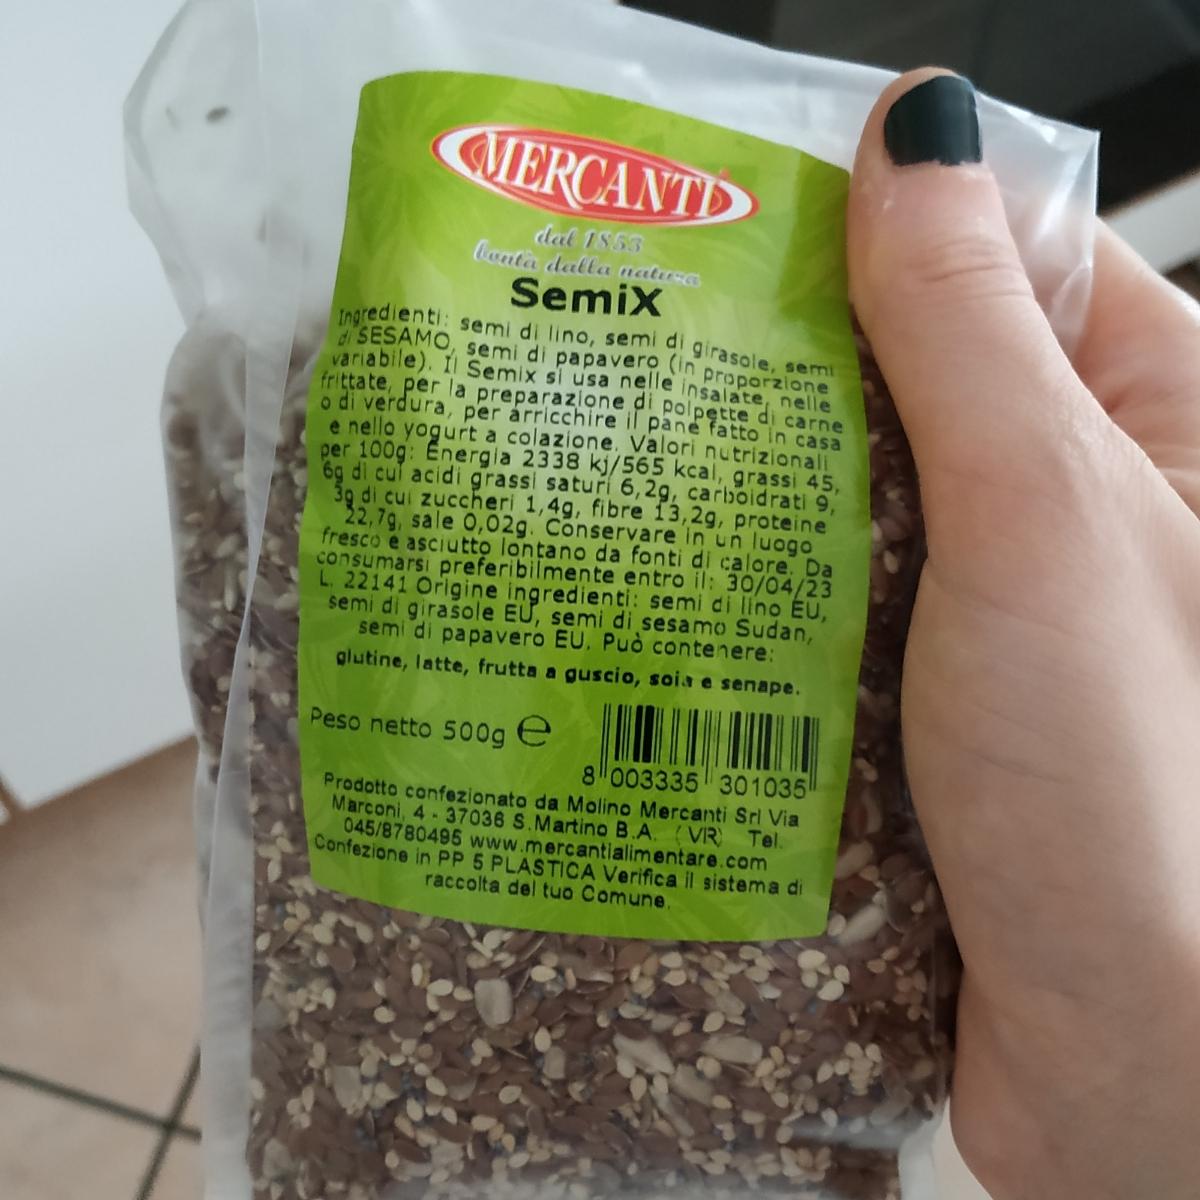 MERCANTI
dal 1853
bontà dalla natura
SemiX
Ingredienti: semi di lino, semi di girasole, semi
di SESAMO, semi di papavero (in proporzione
variabile). Il Semix si usa nelle insalate, nelle
frittate, per la preparazione di polpette di carne
o di verdura, per arricchire il pane fatto in casa
e nello yogurt a colazione. Valori nutrizionali
per 100g: Energia 2338 kj/565 kcal, grassi 45,
6g di cui acidi grassi saturi 6,2g, carboidrati 9,
3g di cui zuccheri 1,4g, fibre 13,2g, proteine
22,7g, sale 0,02g. Conservare in un luogo
fresco e asciutto lontano da fonti di calore. Da
consumarsi preferibilmente entro il: 30/04/23
L. 22141 Origine ingredienti: semi di lino EU,
semi di girasole EU, semi di sesamo Sudan,
semi di papavero EU. Può contenere:
glutine, latte, frutta a guscio, soia e senape.
Peso netto 500g e
8 003335 301035
Prodotto confezionato da Molino Mercanti Srl Via
Marconi, 4 - 37036 S.Martino B.A. (VR) Tel.
045/8780495 www.mercantialimentare.com
Confezione in PP 5 PLASTICA Verifica il sistema di
raccolta del tuo Comune.